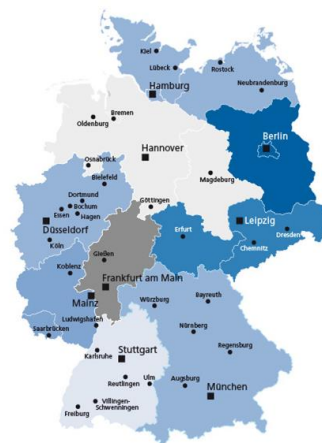 Kiel
Lübeck
Rostock
Neubrandenburg
Hamburg
Bremen
Oldenburg
Berlin
Hannover
Osnabrück
Magdeburg
Bielefeld
Dortmund
Bochum
Essen
Hagen
Göttingen
Leipzig
Düsseldorf
Erfurt
Dresden
Köln
Chemnitz
Gießen
Koblenz
Frankfurt am Main
Mainz
Würzburg
Bayreuth
Ludwigshafen
Saarbrücken
Nürnberg
Karlsruhe
Regensburg
Stuttgart
Reutlingen
Ulm
Augsburg
München
Villingen-
Schwenningen
Freiburg